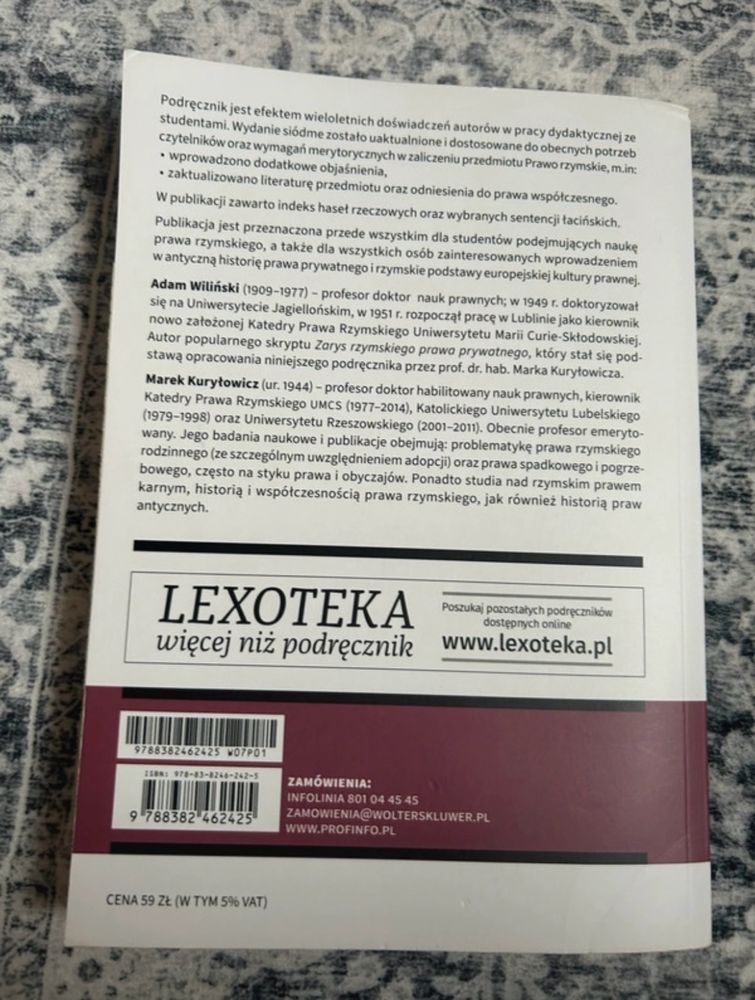 Podręcznik jest efektem wieloletnich doświadczeń autorów w pracy dydaktycznej ze
studentami. Wydanie siódme zostało uaktualnione i dostosowane do obecnych potrzeb
czytelników oraz wymagań merytorycznych w zaliczeniu przedmiotu Prawo rzymskie, m.in:
• wprowadzono dodatkowe objaśnienia,
• zaktualizowano literaturę przedmiotu oraz odniesienia do prawa współczesnego.
W publikacji zawarto indeks haseł rzeczowych oraz wybranych sentencji łacińskich.
Publikacja jest przeznaczona przede wszystkim dla studentów podejmujących naukę
prawa rzymskiego, a także dla wszystkich osób zainteresowanych wprowadzeniem
w antyczną historię prawa prywatnego i rzymskie podstawy europejskiej kultury prawnej.
Adam Wiliński (1909–1977) – profesor doktor nauk prawnych; w 1949 r. doktoryzował
się na Uniwersytecie Jagiellońskim, w 1951 r. rozpoczął pracę w Lublinie jako kierownik
nowo założonej Katedry Prawa Rzymskiego Uniwersytetu Marii Curie-Skłodowskiej.
Autor popularnego skryptu Zarys rzymskiego prawa prywatnego, który stał się pod-
stawą opracowania niniejszego podręcznika przez prof. dr. hab. Marka Kuryłowicza.
Marek Kuryłowicz (ur. 1944) – profesor doktor habilitowany nauk prawnych, kierownik
Katedry Prawa Rzymskiego UMCS (1977–2014), Katolickiego Uniwersytetu Lubelskiego
(1979–1998) oraz Uniwersytetu Rzeszowskiego (2001–2011). Obecnie profesor emeryto-
wany. Jego badania naukowe i publikacje obejmują: problematykę prawa rzymskiego
rodzinnego (ze szczególnym uwzględnieniem adopcji) oraz prawa spadkowego i pogrze-
bowego, często na styku prawa i obyczajów. Ponadto studia nad rzymskim prawem
karnym, historią i współczesnością prawa rzymskiego, jak również historią praw
antycznych.
LEXOTEKA
więcej niż podręcznik
Poszukaj pozostałych podręczników
dostępnych online
www.lexoteka.pl
9788382462425 W07P01
ISBN: 978-83-8246-242-5
9 788382 462425
ZAMÓWIENIA:
INFOLINIA 801 04 45 45
ZAMOWIENIA@WOLTERSKLUWER.PL
WWW.PROFINFO.PL
CENA 59 ZŁ (W TYM 5% VAT)